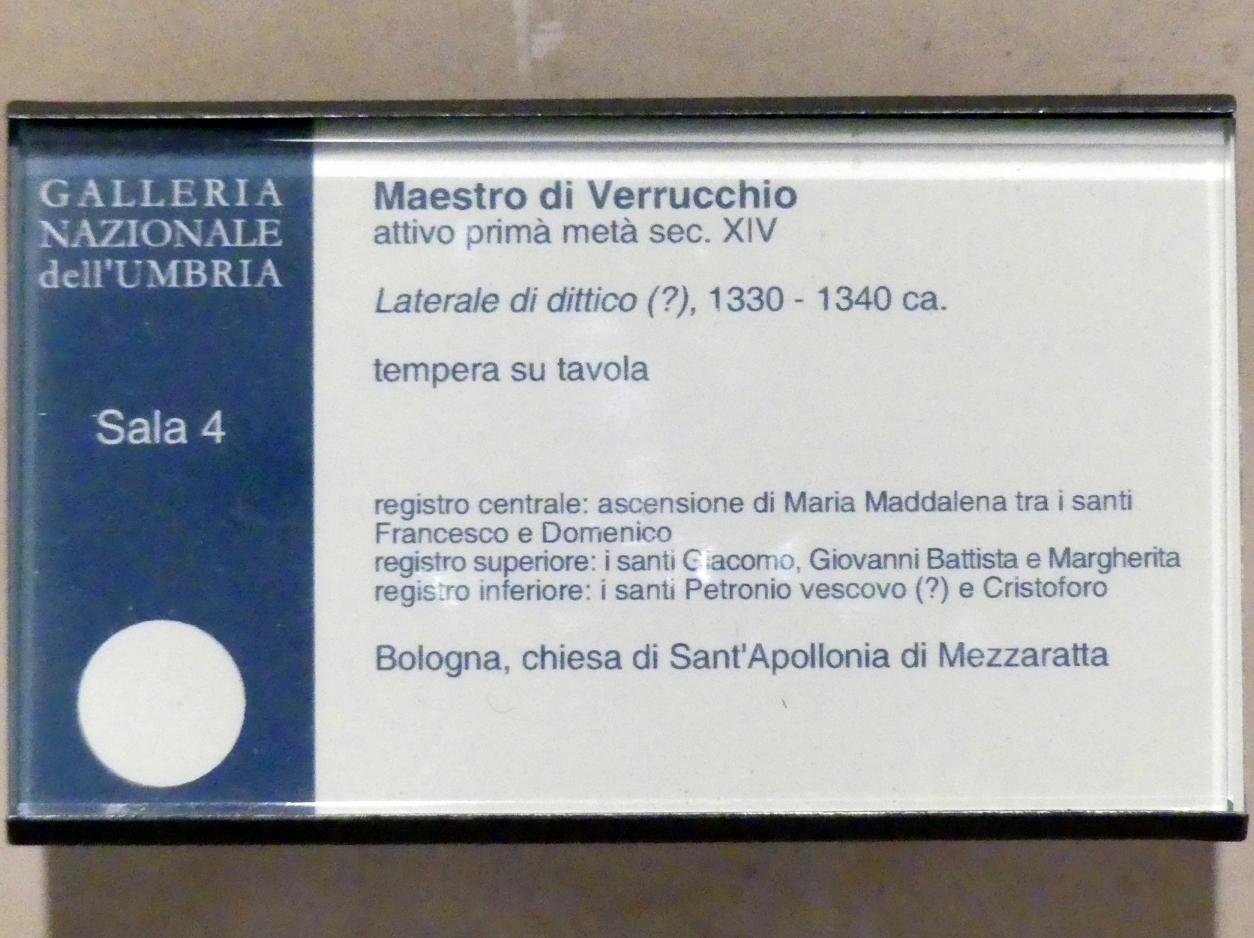 GALLERIA
NAZIONALE
dell'UMBRIA
Sala 4
Maestro di Verrucchio
attivo primà metà sec. XIV
Laterale di dittico (?), 1330 - 1340 ca.
tempera su tavola
registro centrale: ascensione di Maria Maddalena tra i santi
Francesco e Domenico
registro superiore: i santi Giacomo, Giovanni Battista e Margherita
registro inferiore: i santi Petronio vescovo (?) e Cristoforo
Bologna, chiesa di Sant'Apollonia di Mezzaratta